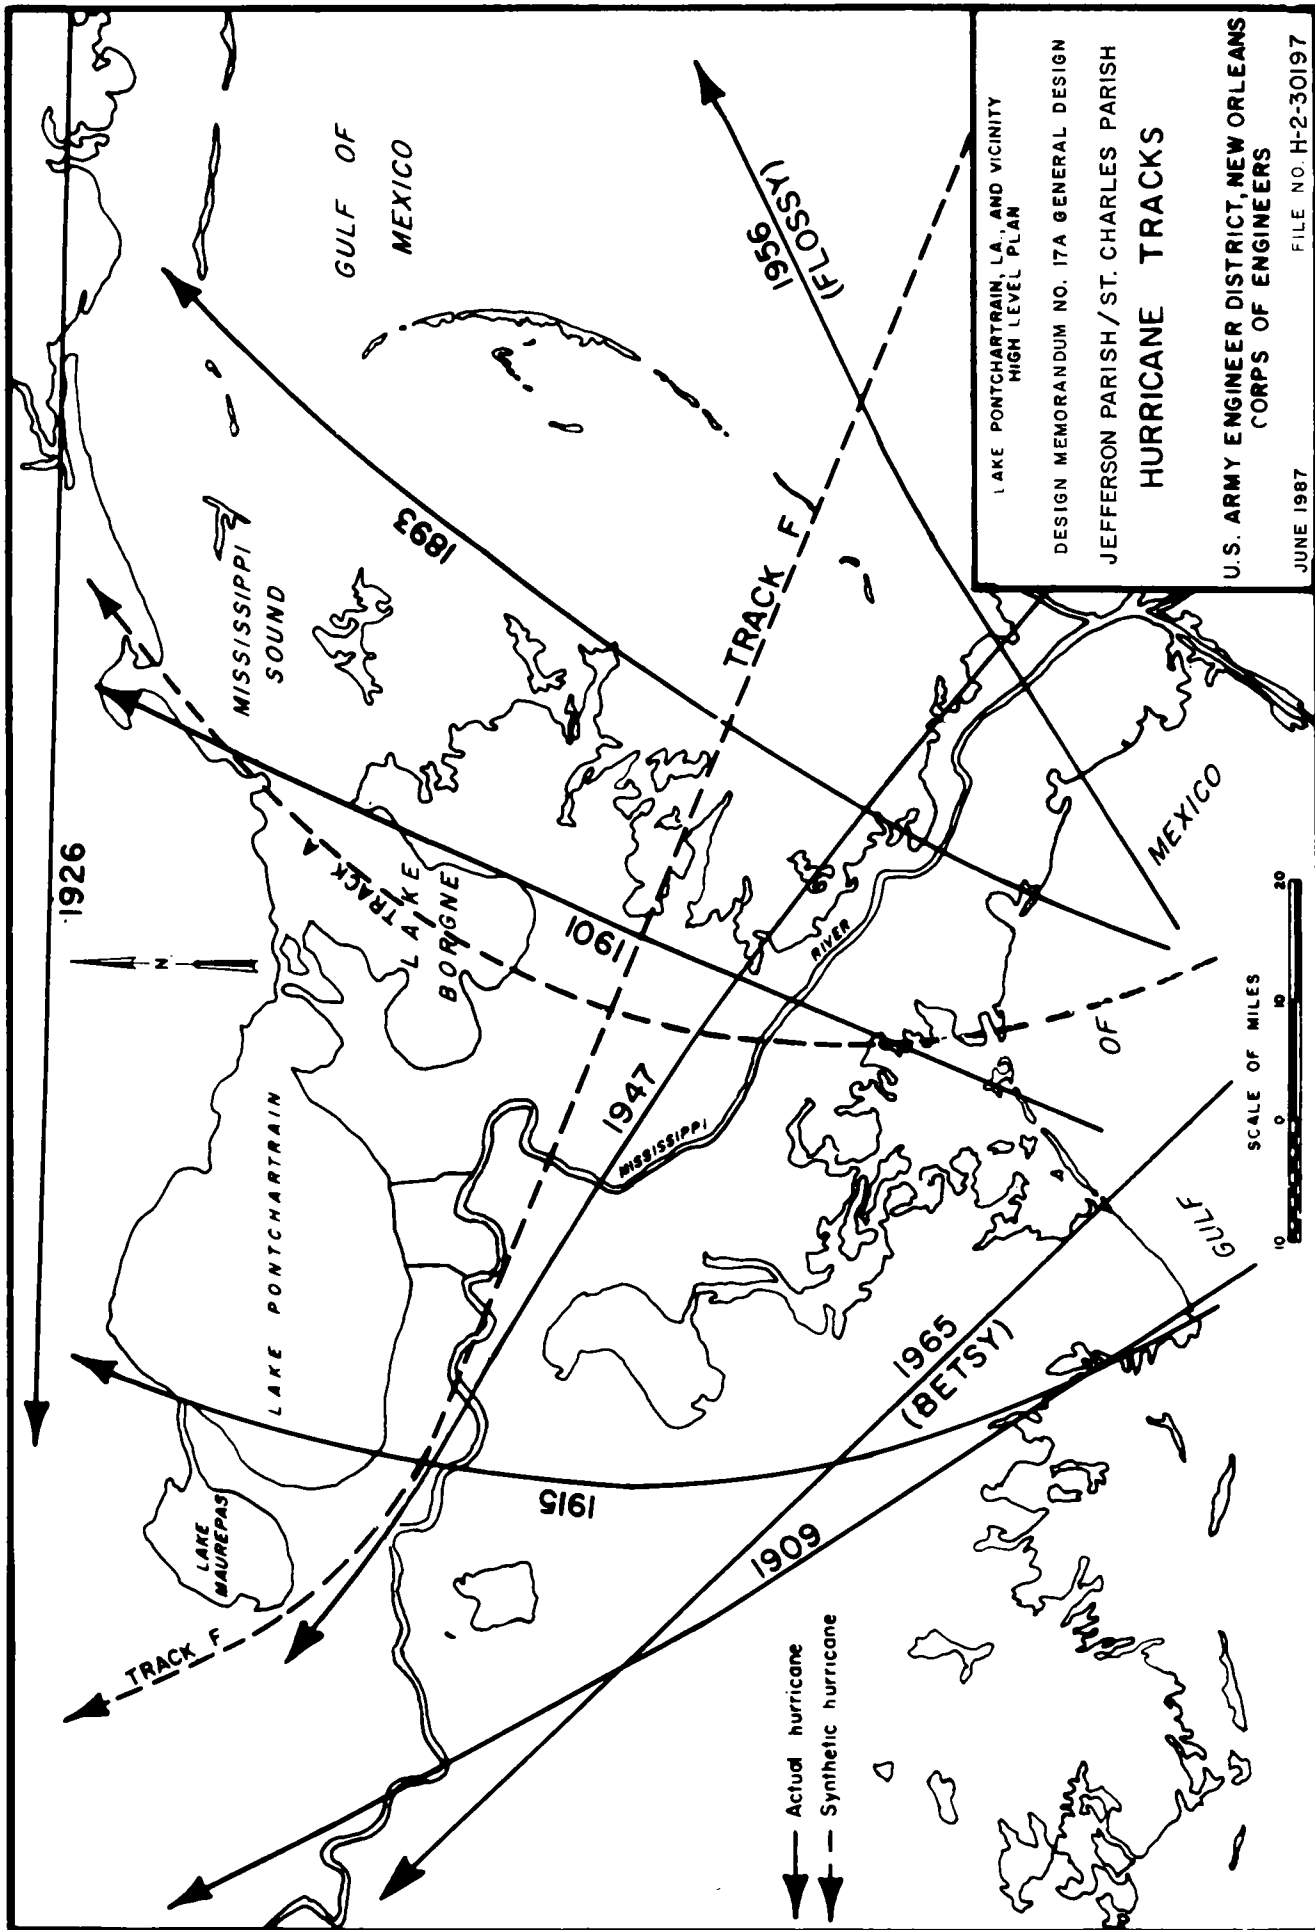 1926
N
GULF OF
MEXICO
MISSISSIPPI
SOUND
LAKE PONTCHARTRAIN
LAKE
MAUREPAS
LAKE
BORGNE
TRACK A
TRACK F
TRACK F
1893
1901
1947
1915
1909
1965
(BETSY)
1956
(FLOSSY)
MISSISSIPPI
RIVER
GULF
OF
MEXICO
Actual hurricane
Synthetic hurricane
SCALE OF MILES
10 0 10 20
LAKE PONTCHARTRAIN, LA., AND VICINITY
HIGH LEVEL PLAN
DESIGN MEMORANDUM NO. 17A GENERAL DESIGN
JEFFERSON PARISH / ST. CHARLES PARISH
HURRICANE TRACKS
U.S. ARMY ENGINEER DISTRICT, NEW ORLEANS
CORPS OF ENGINEERS
JUNE 1987 FILE NO. H-2-30197